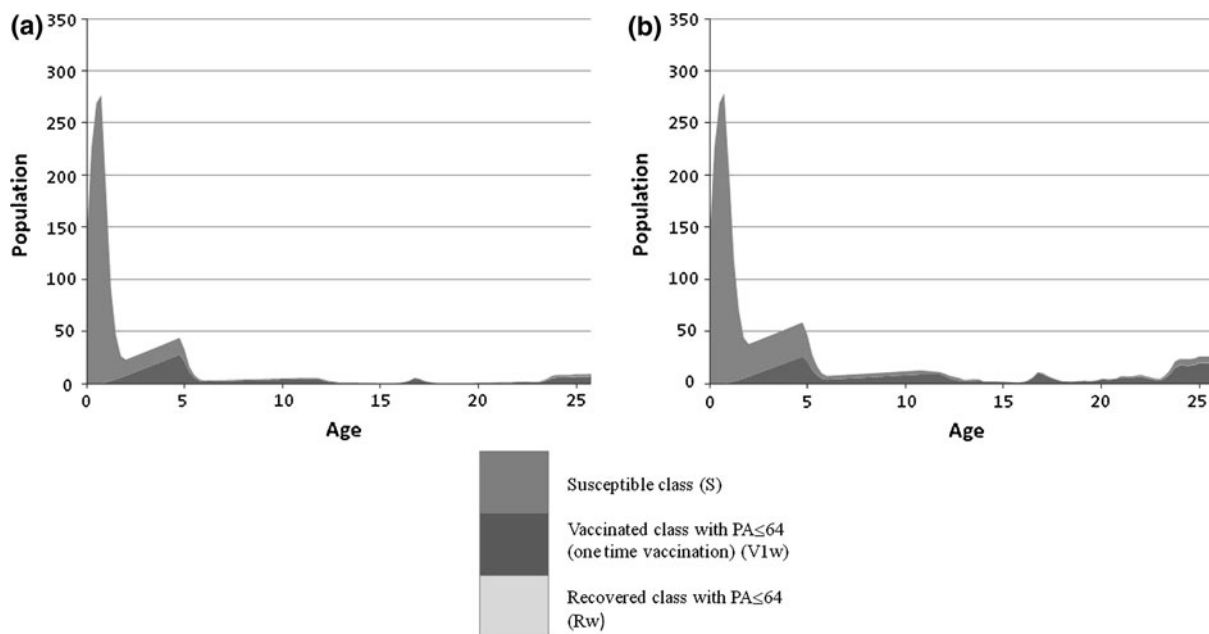 (a)
350
300
250
200
150
100
50
0
Population
0 5 10 15 20 25
Age
(b)
350
300
250
200
150
100
50
0
Population
0 5 10 15 20 25
Age
Susceptible class (S)
Vaccinated class with PA≤64
(one time vaccination) (V1w)
Recovered class with PA≤64
(Rw)